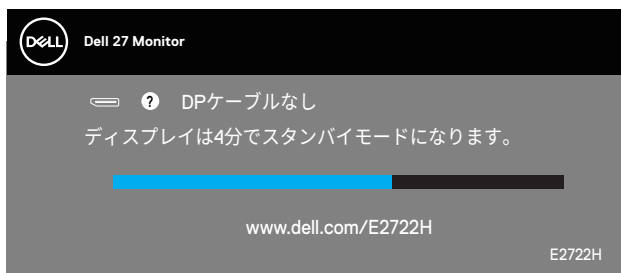 DELL
Dell 27 Monitor
? DPケーブルなし
ディスプレイは4分でスタンバイモードになります。
www.dell.com/E2722H
E2722H